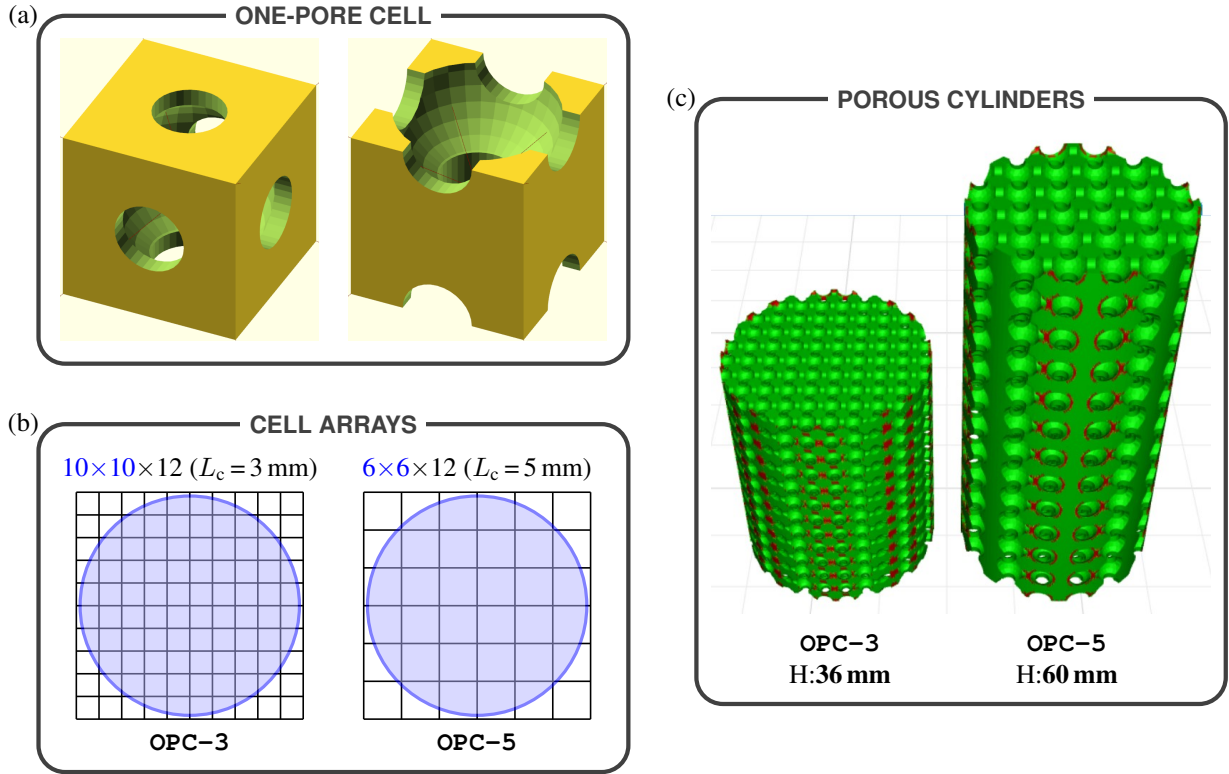 (a)
ONE-PORE CELL
(b)
CELL ARRAYS
10×10×12 (Lc = 3 mm)
6×6×12 (Lc = 5 mm)
OPC−3
OPC−5
(c)
POROUS CYLINDERS
OPC−3
H:36 mm
OPC−5
H:60 mm